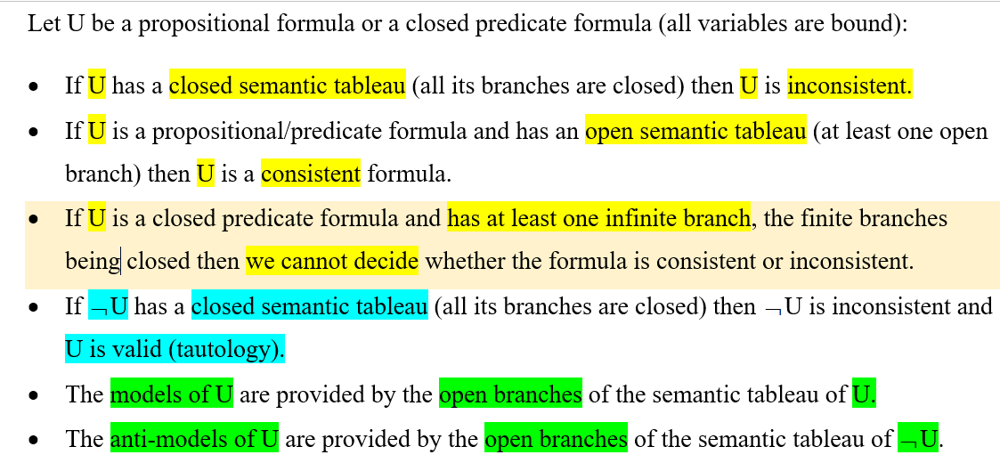 Let U be a propositional formula or a closed predicate formula (all variables are bound):
• If U has a closed semantic tableau (all its branches are closed) then U is inconsistent.
• If U is a propositional/predicate formula and has an open semantic tableau (at least one open
branch) then U is a consistent formula.
• If U is a closed predicate formula and has at least one infinite branch, the finite branches
being closed then we cannot decide whether the formula is consistent or inconsistent.
• If ¬U has a closed semantic tableau (all its branches are closed) then ¬U is inconsistent and
U is valid (tautology).
• The models of U are provided by the open branches of the semantic tableau of U.
• The anti-models of U are provided by the open branches of the semantic tableau of ¬U.